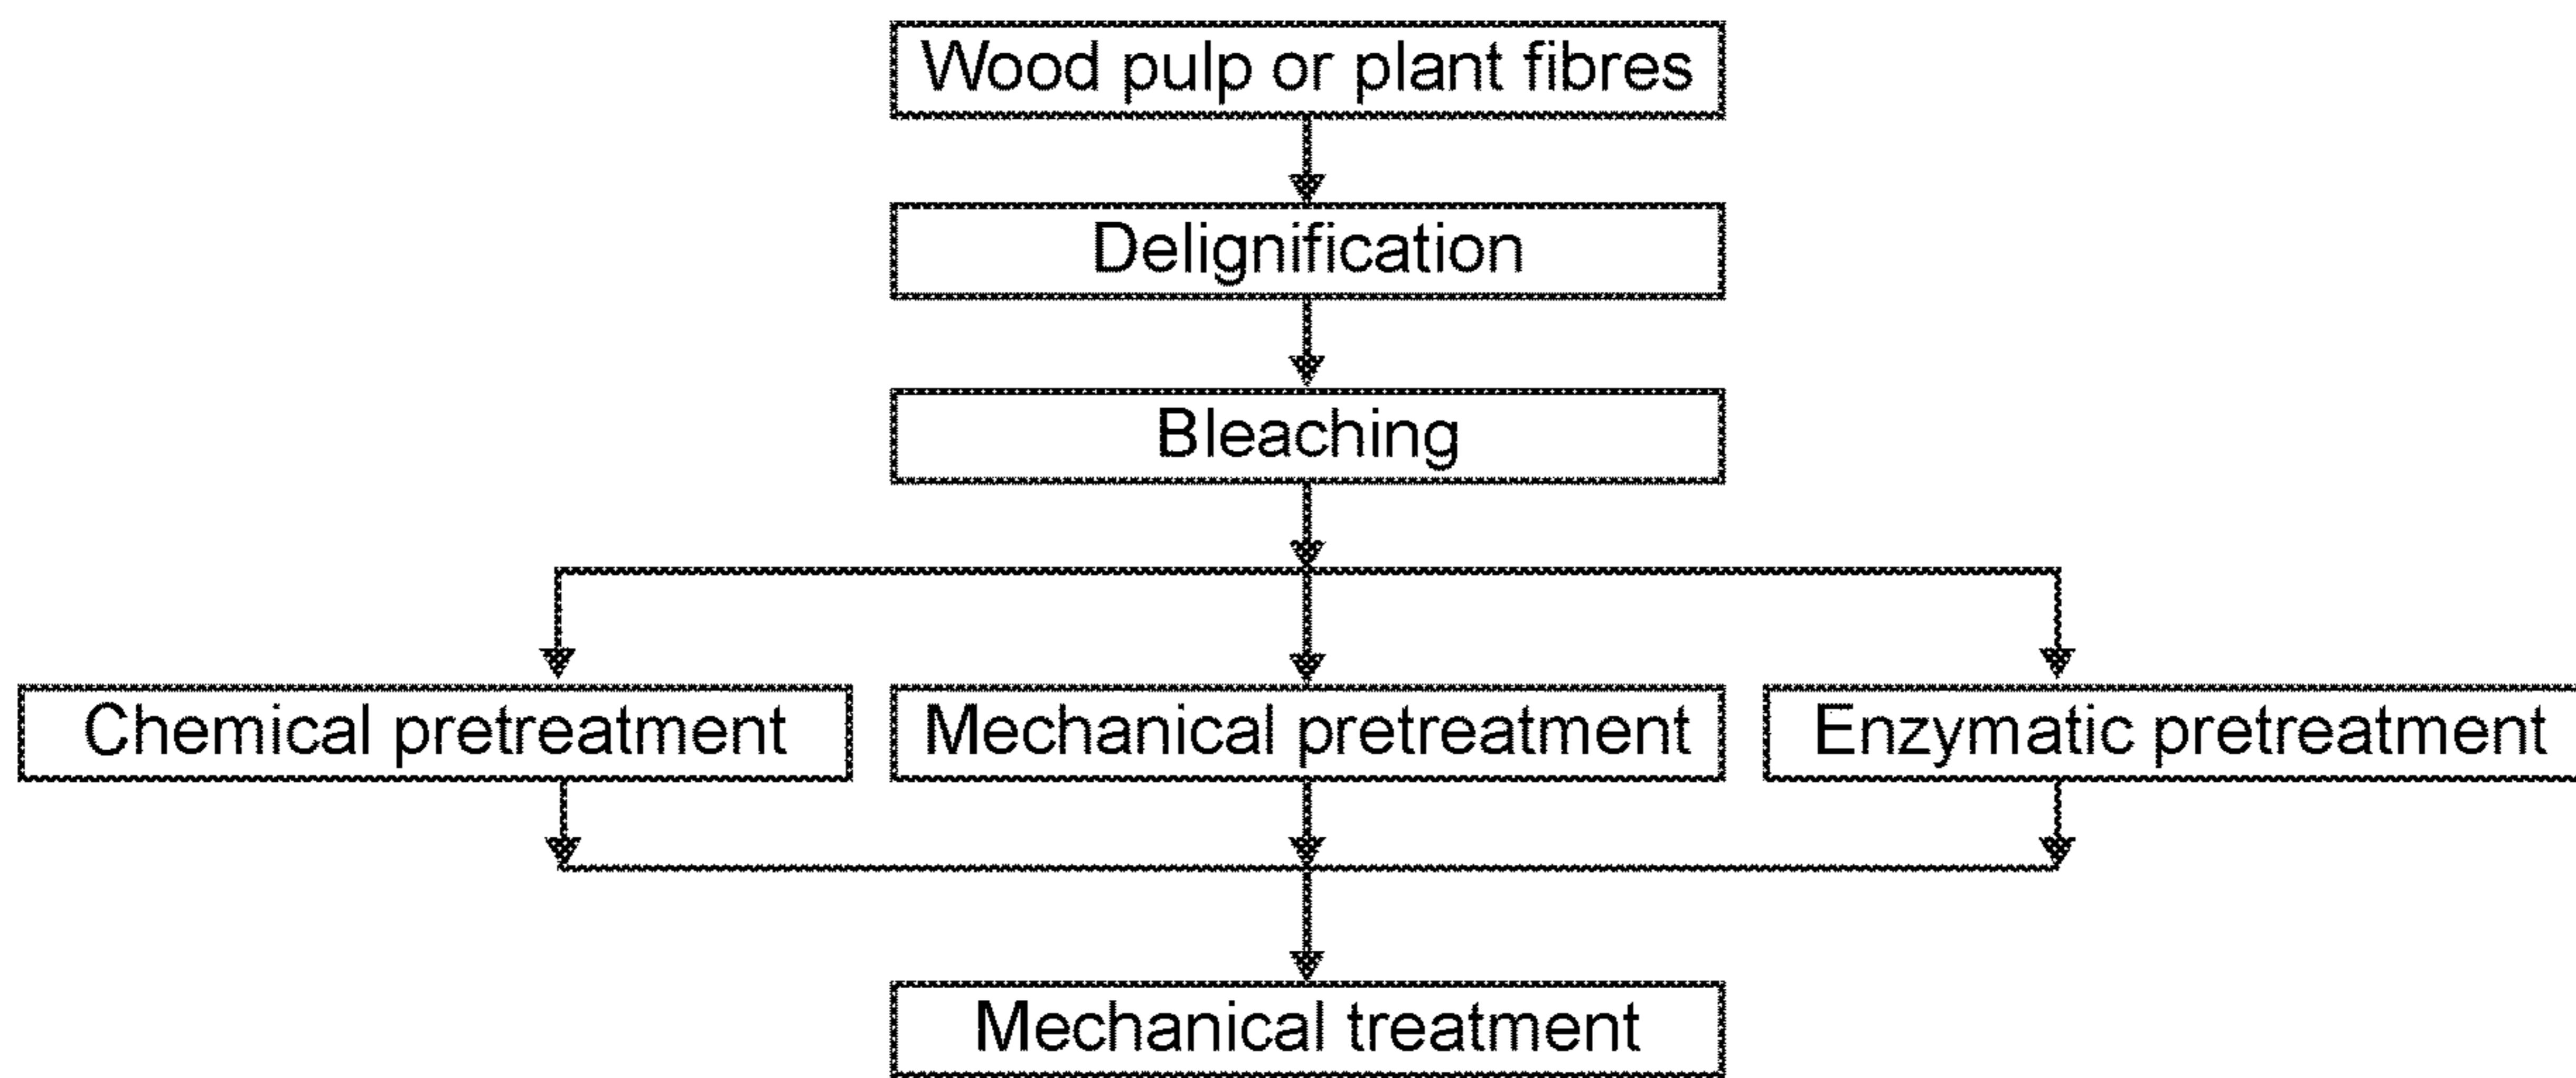 Wood pulp or plant fibres
Delignification
Bleaching
Chemical pretreatment
Mechanical pretreatment
Enzymatic pretreatment
Mechanical treatment